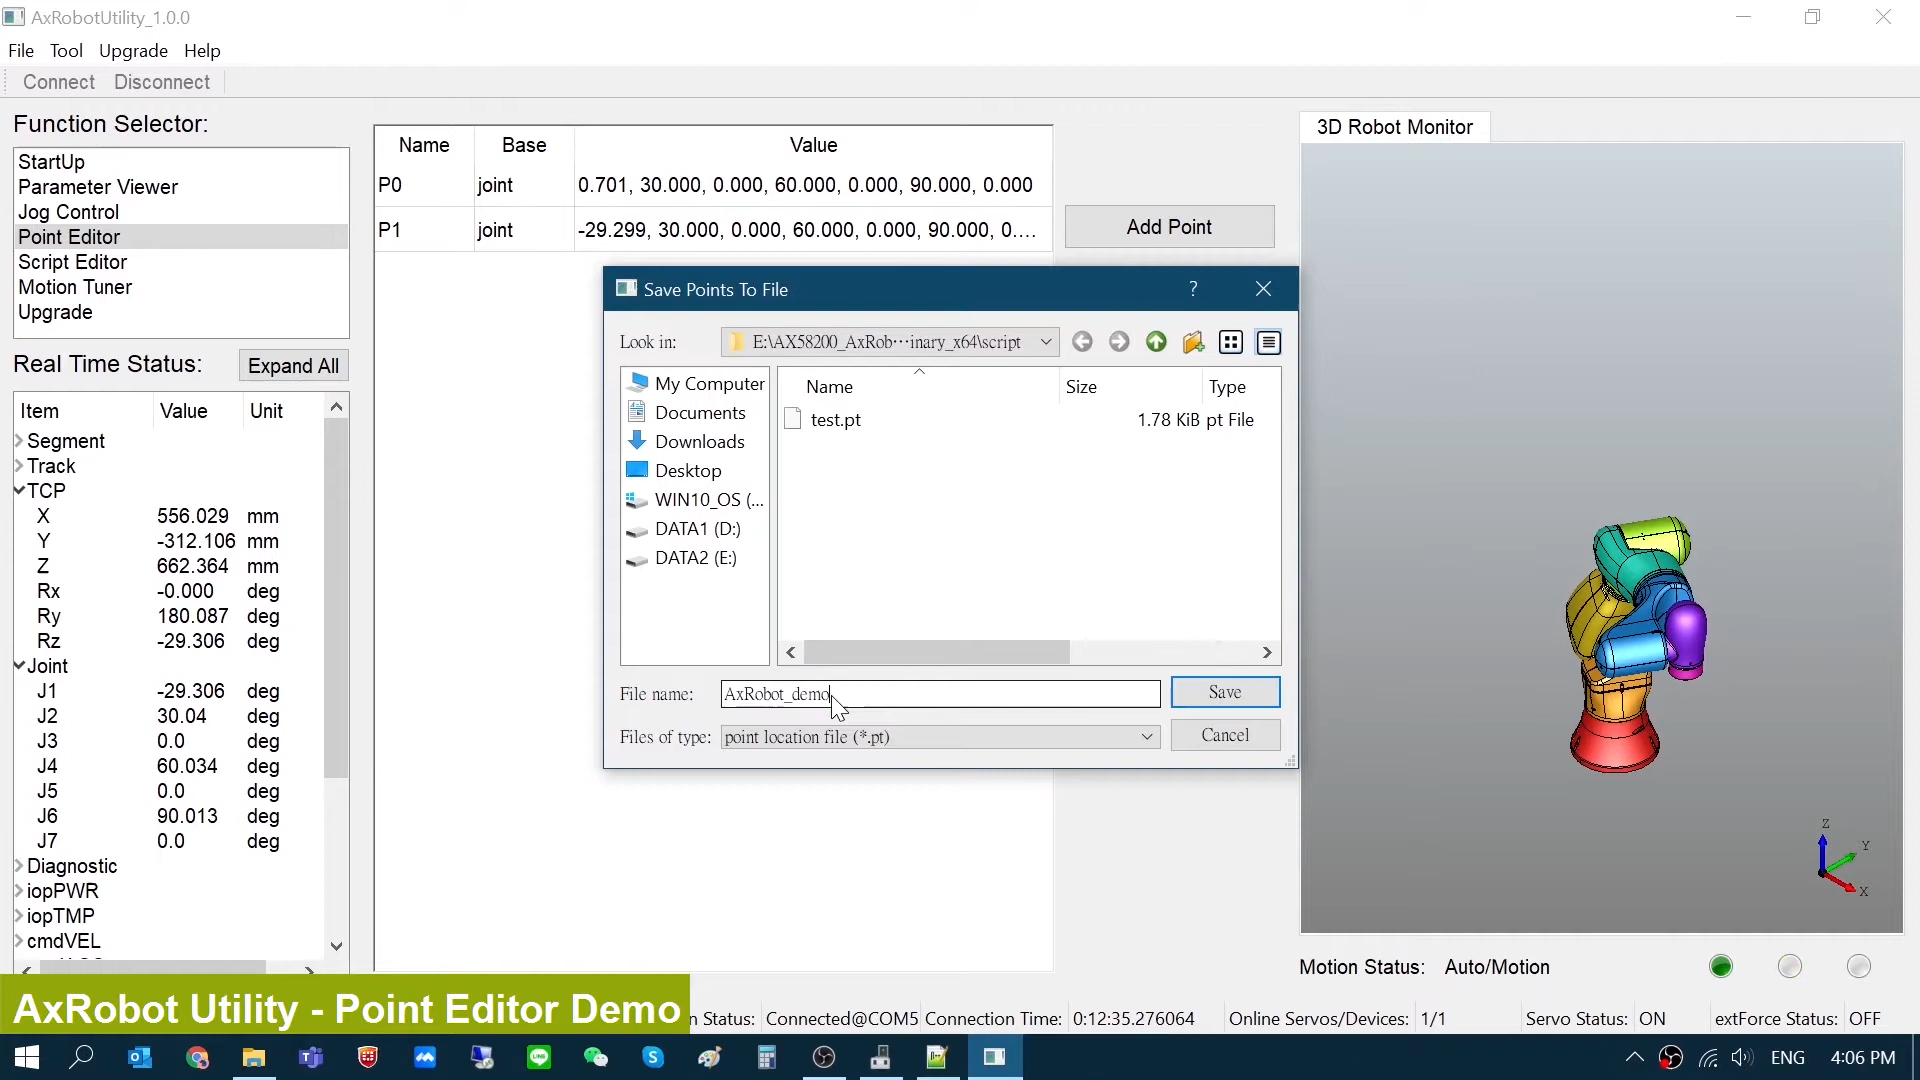 AxRobotUtility_1.0.0
File Tool Upgrade Help
Connect Disconnect
Function Selector:
StartUp
Parameter Viewer
Jog Control
Point Editor
Script Editor
Motion Tuner
Upgrade
Real Time Status: Expand All
Item Value Unit
Segment
Track
TCP
X 556.029 mm
Y -312.106 mm
Z 662.364 mm
Rx -0.000 deg
Ry 180.087 deg
Rz -29.306 deg
Joint
J1 -29.306 deg
J2 30.04 deg
J3 0.0 deg
J4 60.034 deg
J5 0.0 deg
J6 90.013 deg
J7 0.0 deg
Diagnostic
iopPWR
iopTMP
cmdVEL
Name Base Value
P0 joint 0.701, 30.000, 0.000, 60.000, 0.000, 90.000, 0.000
P1 joint -29.299, 30.000, 0.000, 60.000, 0.000, 90.000, 0....
Add Point
Save Points To File
?
Look in: E:\AX58200_AxRob···inary_x64\script
My Computer
Documents
Downloads
Desktop
WIN10_OS (...
DATA1 (D:)
DATA2 (E:)
Name Size Type
test.pt 1.78 KiB pt File
File name: AxRobot_demo Save
Files of type: point location file (*.pt) Cancel
3D Robot Monitor
Z
Y
X
Motion Status: Auto/Motion
AxRobot Utility - Point Editor Demo
n Status: Connected@COM5 Connection Time: 0:12:35.276064 Online Servos/Devices: 1/1 Servo Status: ON extForce Status: OFF
ENG 4:06 PM